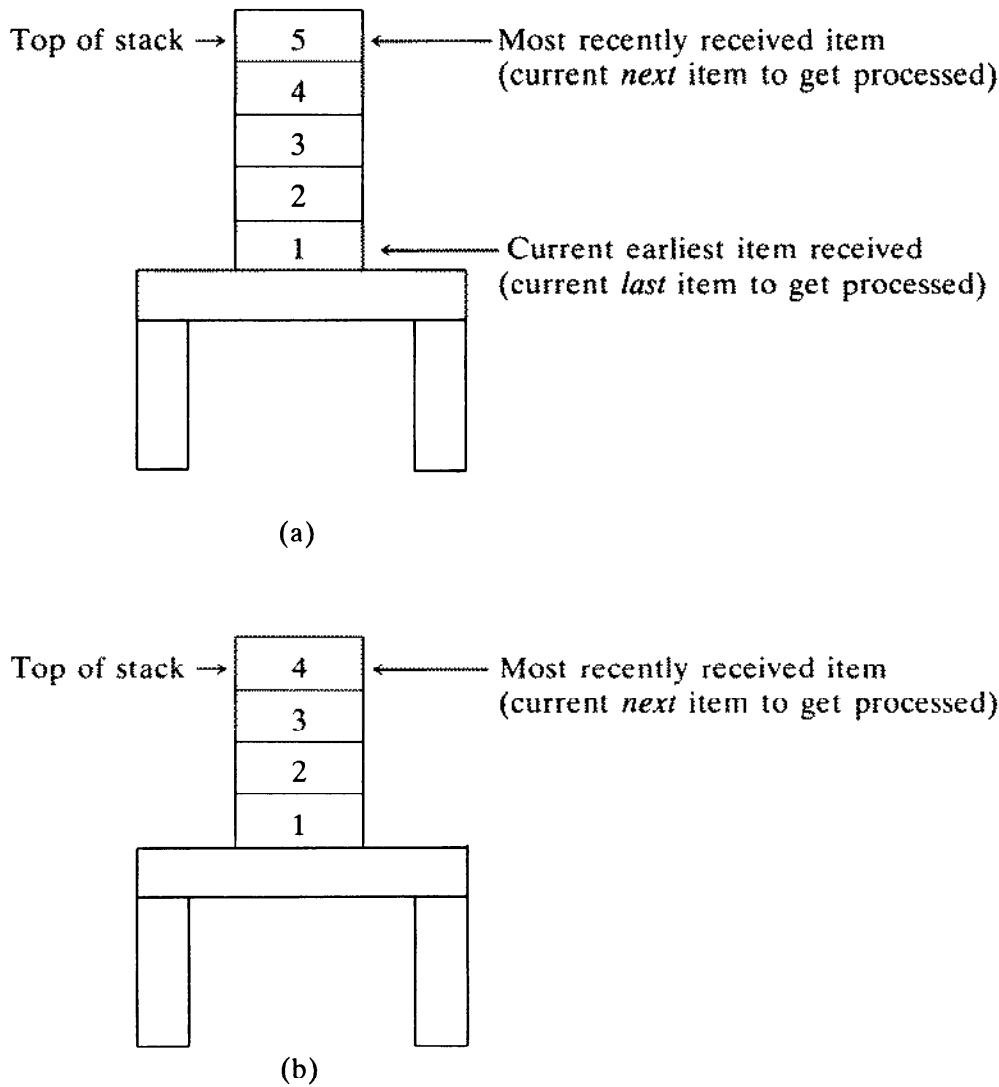 Top of stack → 5 ← Most recently received item
(current next item to get processed)
4
3
2
1 ← Current earliest item received
(current last item to get processed)
(a)
Top of stack → 4 ← Most recently received item
(current next item to get processed)
3
2
1
(b)